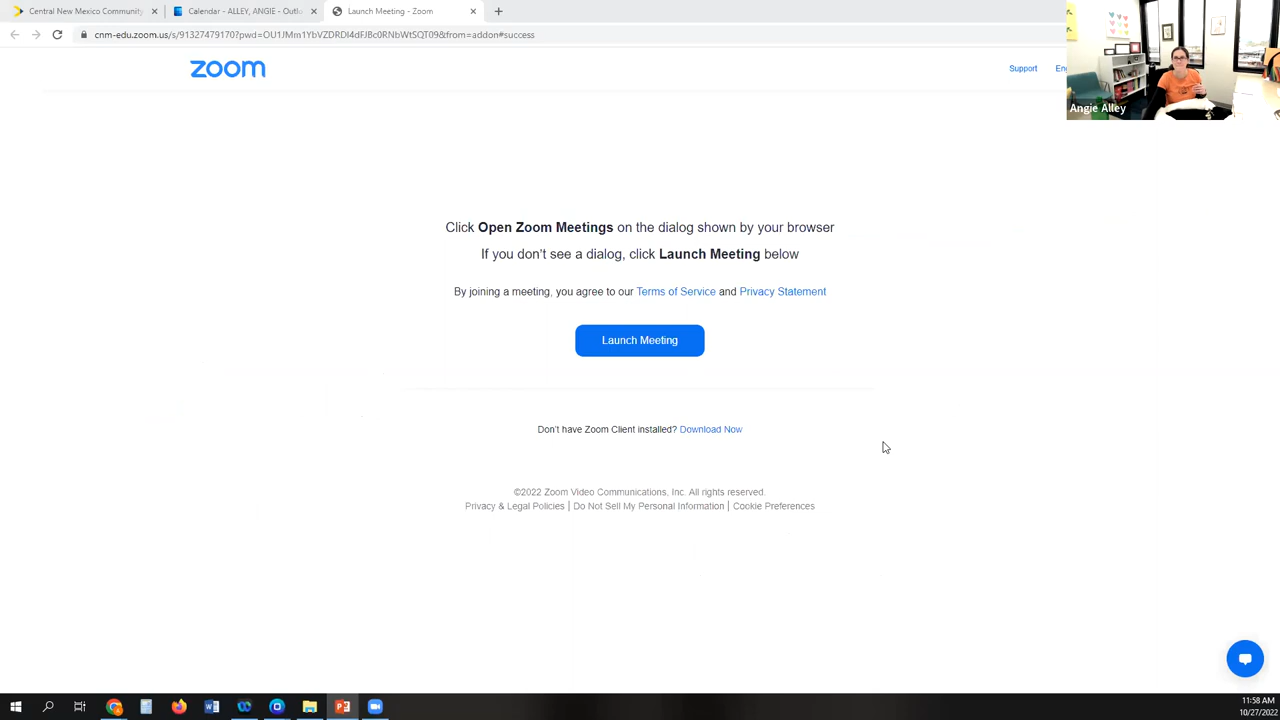 Central New Mexico Community
Calendar - ALLEY, ANGIE - Outlo
Launch Meeting - Zoom
cnm-edu.zoom.us/s/91327479170?pwd=OU1JMm1YbVZDRDI4dFJBc0RNbWtSQT09&from=addon#success
zoom
Support
Eng
Angie Alley
Click Open Zoom Meetings on the dialog shown by your browser
If you don't see a dialog, click Launch Meeting below
By joining a meeting, you agree to our Terms of Service and Privacy Statement
Launch Meeting
Don't have Zoom Client installed? Download Now
©2022 Zoom Video Communications, Inc. All rights reserved.
Privacy & Legal Policies | Do Not Sell My Personal Information | Cookie Preferences
11:58 AM
10/27/2022